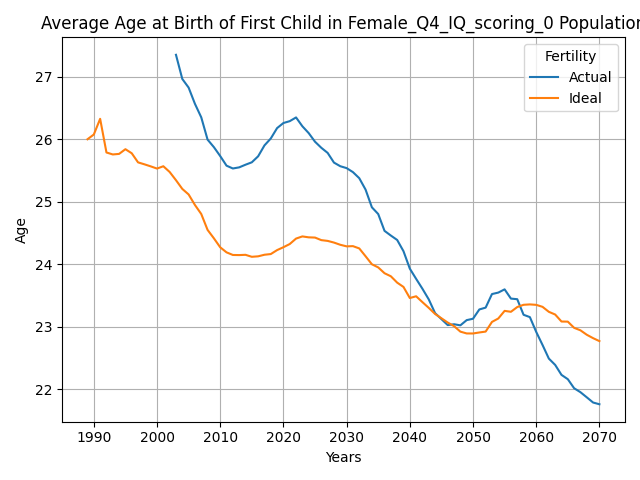 Average Age at Birth of First Child in Female_Q4_IQ_scoring_0 Population
Fertility
Actual
Ideal
Age
27
26
25
24
23
22
1990 2000 2010 2020 2030 2040 2050 2060 2070
Years